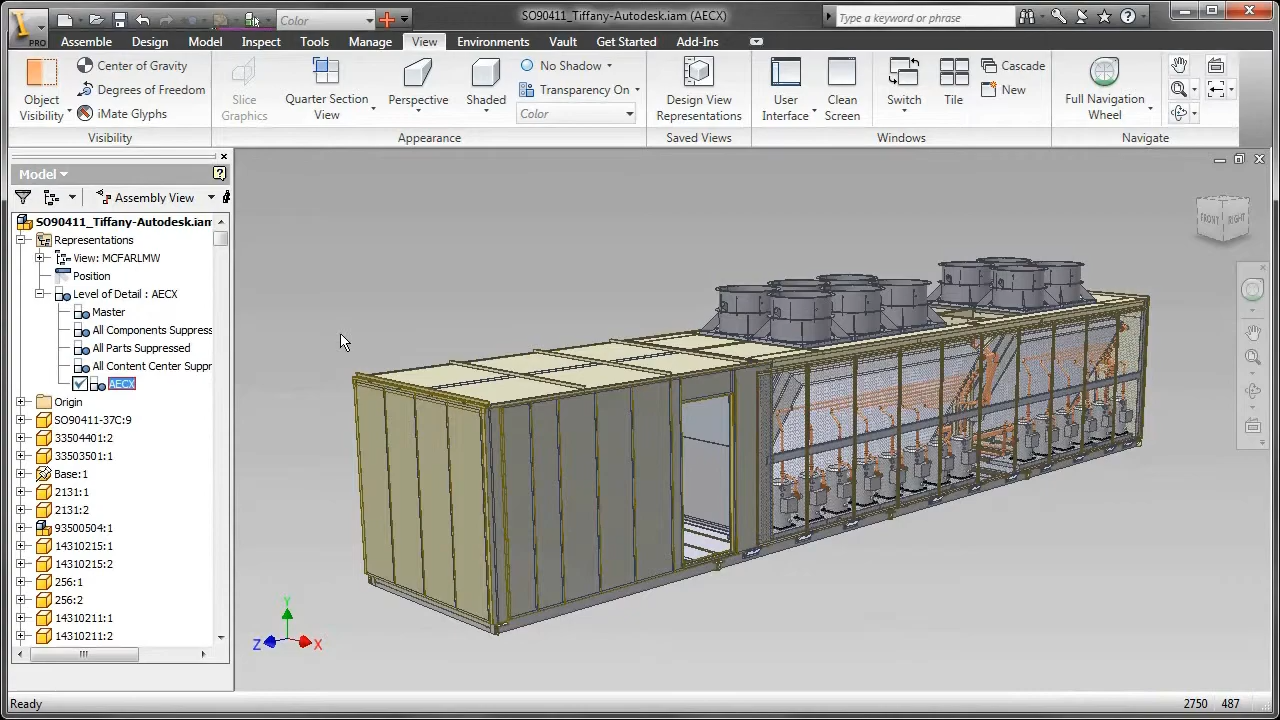 PRO
Color
SO90411_Tiffany-Autodesk.iam (AECX)
Type a keyword or phrase
Assemble
Design
Model
Inspect
Tools
Manage
View
Environments
Vault
Get Started
Add-Ins
Object
Visibility
Center of Gravity
Degrees of Freedom
iMate Glyphs
Slice
Graphics
Quarter Section
View
Perspective
Shaded
No Shadow
Transparency On
Color
Design View
Representations
User
Interface
Clean
Screen
Switch
Tile
Cascade
New
Full Navigation
Wheel
Visibility
Appearance
Saved Views
Windows
Navigate
Model
Assembly View
SO90411_Tiffany-Autodesk.iam
Representations
View: MCFARLMW
Position
Level of Detail : AECX
Master
All Components Suppress
All Parts Suppressed
All Content Center Suppr
AECX
Origin
SO90411-37C:9
33504401:2
33503501:1
Base:1
2131:1
2131:2
93500504:1
14310215:1
14310215:2
256:1
256:2
14310211:1
14310211:2
FRONT
RIGHT
Y
Z
X
Ready
2750
487